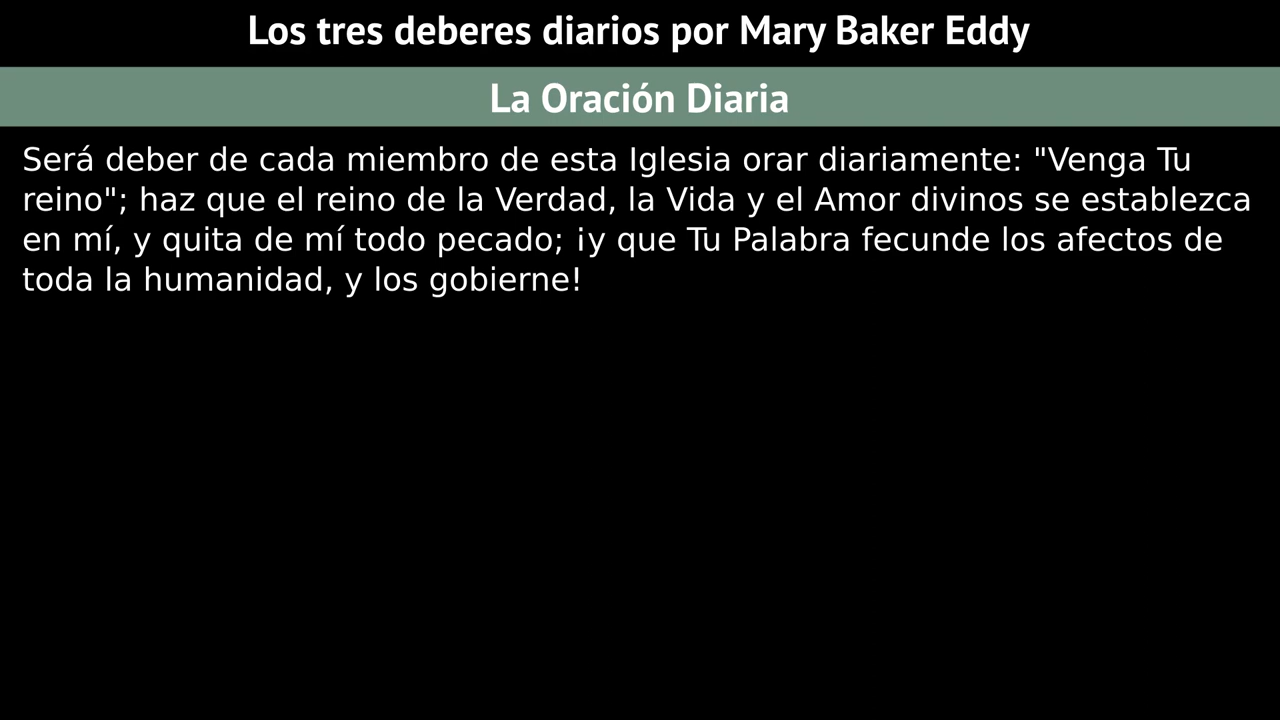 Los tres deberes diarios por Mary Baker Eddy
La Oración Diaria
Será deber de cada miembro de esta Iglesia orar diariamente: "Venga Tu
reino"; haz que el reino de la Verdad, la Vida y el Amor divinos se establezca
en mí, y quita de mí todo pecado; ¡y que Tu Palabra fecunde los afectos de
toda la humanidad, y los gobierne!